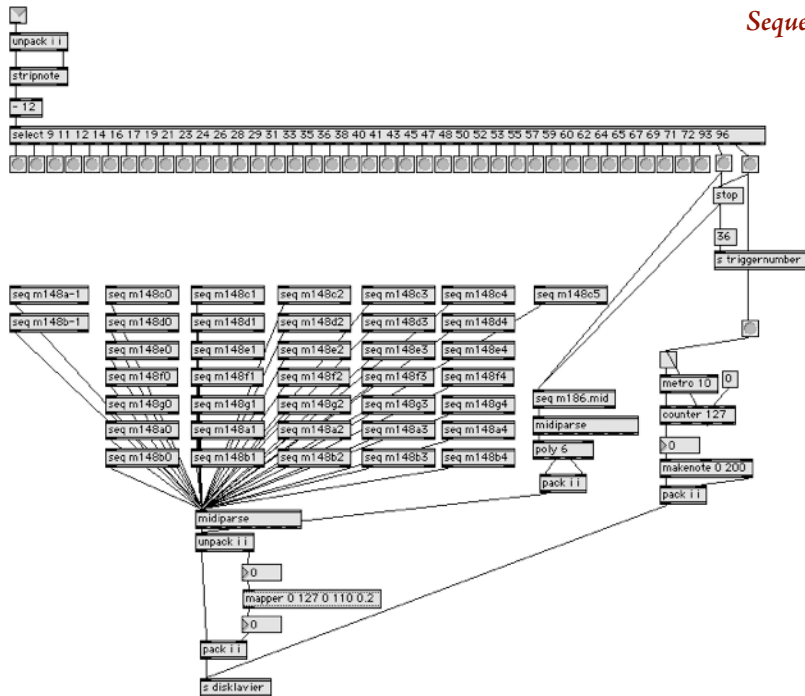 Seque
unpack i i
stripnote
- 12
select 9 11 12 14 16 17 19 21 23 24 26 28 29 31 33 35 36 38 40 41 43 45 47 48 50 52 53 55 57 59 60 62 64 65 67 69 71 72 93 96
stop
36
s triggernumber
seq m148a-1 seq m148c0 seq m148c1 seq m148c2 seq m148c3 seq m148c4 seq m148c5
seq m148b-1 seq m148d0 seq m148d1 seq m148d2 seq m148d3 seq m148d4
seq m148e0 seq m148e1 seq m148e2 seq m148e3 seq m148e4
seq m148f0 seq m148f1 seq m148f2 seq m148f3 seq m148f4
seq m148g0 seq m148g1 seq m148g2 seq m148g3 seq m148g4
seq m148a0 seq m148a1 seq m148a2 seq m148a3 seq m148a4
seq m148b0 seq m148b1 seq m148b2 seq m148b3 seq m148b4
seq m186.mid
midiparse
poly 6
pack i i
metro 10
0
counter 127
0
makenote 0 200
pack i i
midiparse
unpack i i
0
mapper 0 127 0 110 0.2
0
pack i i
s disklavier